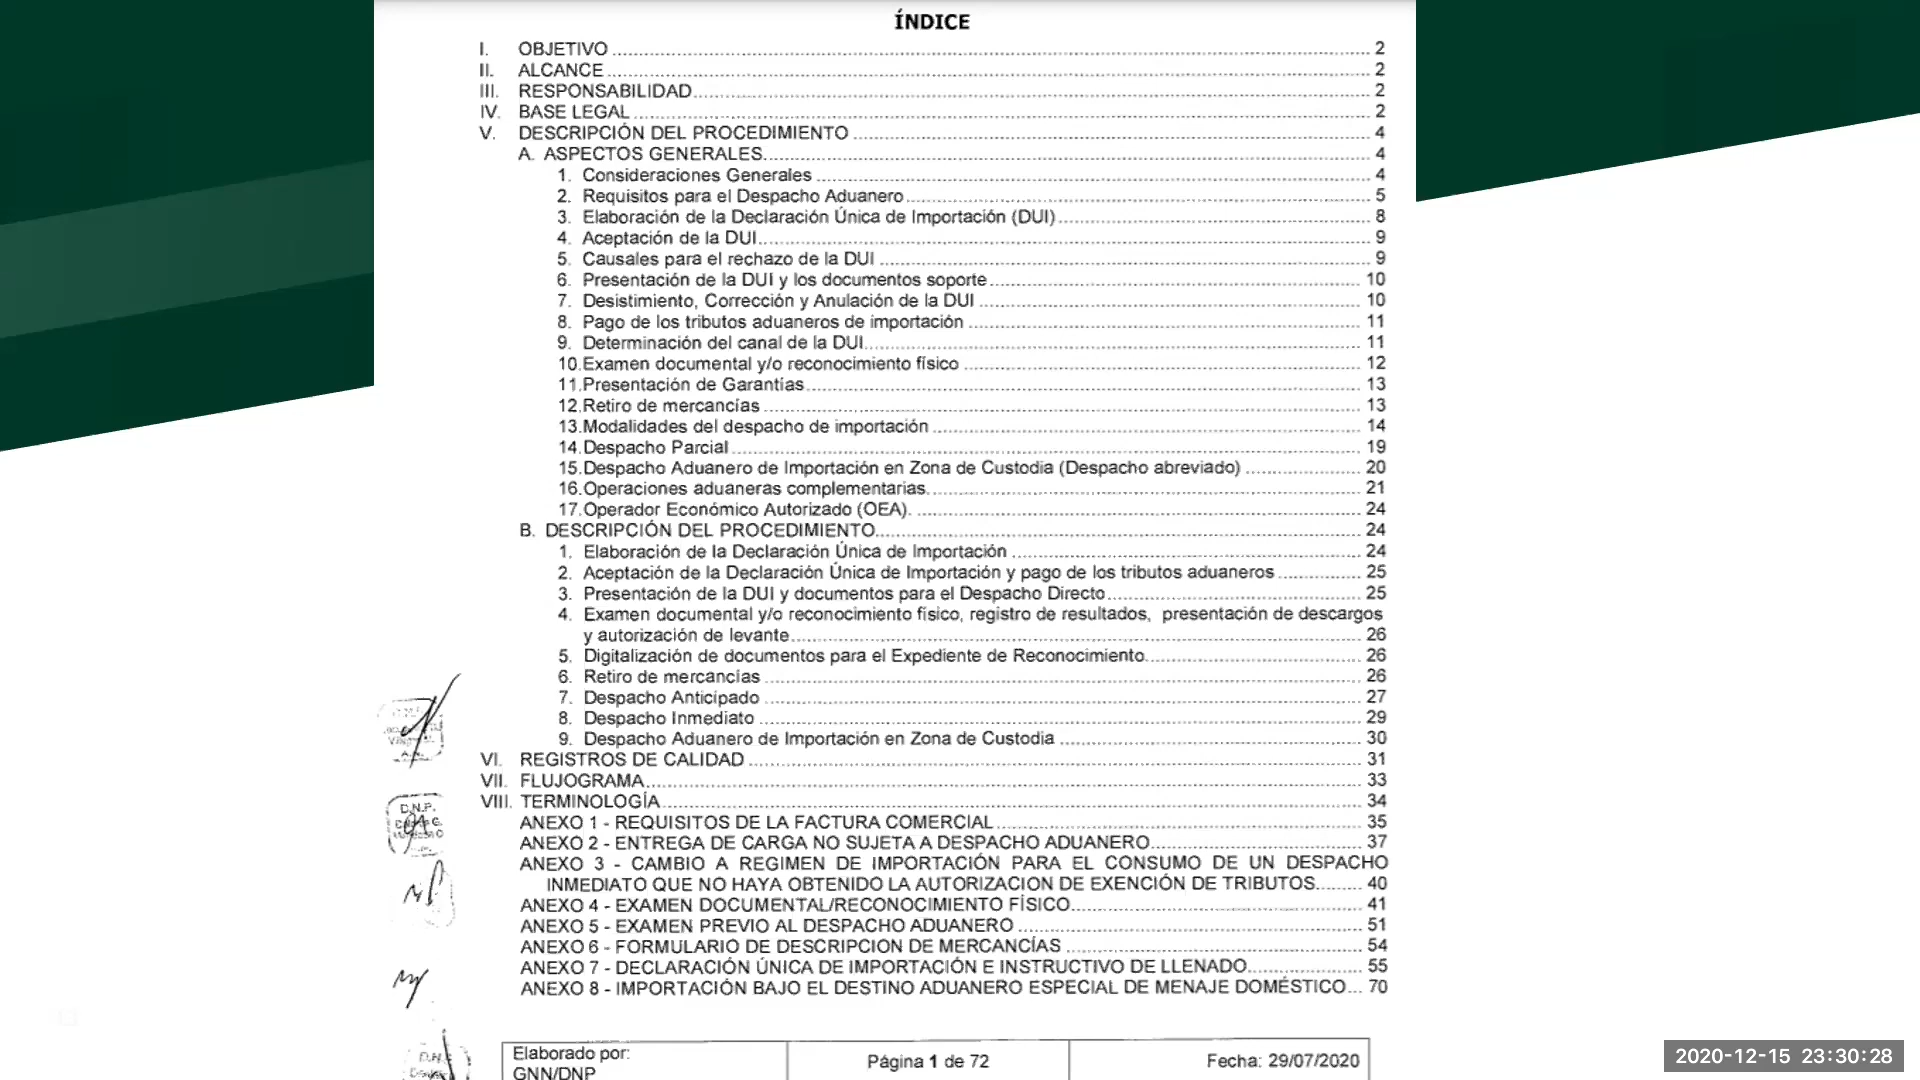 ÍNDICE
I. OBJETIVO ........ 2
II. ALCANCE ........ 2
III. RESPONSABILIDAD ........ 2
IV. BASE LEGAL ........ 2
V. DESCRIPCIÓN DEL PROCEDIMIENTO ........ 4
A. ASPECTOS GENERALES ........ 4
1. Consideraciones Generales ........ 4
2. Requisitos para el Despacho Aduanero ........ 5
3. Elaboración de la Declaración Única de Importación (DUI) ........ 8
4. Aceptación de la DUI ........ 9
5. Causales para el rechazo de la DUI ........ 9
6. Presentación de la DUI y los documentos soporte ........ 10
7. Desistimiento, Corrección y Anulación de la DUI ........ 10
8. Pago de los tributos aduaneros de importación ........ 11
9. Determinación del canal de la DUI ........ 11
10. Examen documental y/o reconocimiento físico ........ 12
11. Presentación de Garantías ........ 13
12. Retiro de mercancías ........ 13
13. Modalidades del despacho de importación ........ 14
14. Despacho Parcial ........ 19
15. Despacho Aduanero de Importación en Zona de Custodia (Despacho abreviado) ........ 20
16. Operaciones aduaneras complementarias. ........ 21
17. Operador Económico Autorizado (OEA). ........ 24
B. DESCRIPCIÓN DEL PROCEDIMIENTO ........ 24
1. Elaboración de la Declaración Única de Importación ........ 24
2. Aceptación de la Declaración Única de Importación y pago de los tributos aduaneros ........ 25
3. Presentación de la DUI y documentos para el Despacho Directo ........ 25
4. Examen documental y/o reconocimiento físico, registro de resultados, presentación de descargos
y autorización de levante ........ 26
5. Digitalización de documentos para el Expediente de Reconocimiento ........ 26
6. Retiro de mercancías ........ 26
7. Despacho Anticipado ........ 27
8. Despacho Inmediato ........ 29
9. Despacho Aduanero de Importación en Zona de Custodia ........ 30
VI. REGISTROS DE CALIDAD ........ 31
VII. FLUJOGRAMA ........ 33
VIII. TERMINOLOGÍA ........ 34
ANEXO 1 - REQUISITOS DE LA FACTURA COMERCIAL ........ 35
ANEXO 2 - ENTREGA DE CARGA NO SUJETA A DESPACHO ADUANERO ........ 37
ANEXO 3 - CAMBIO A REGIMEN DE IMPORTACIÓN PARA EL CONSUMO DE UN DESPACHO
INMEDIATO QUE NO HAYA OBTENIDO LA AUTORIZACION DE EXENCIÓN DE TRIBUTOS ........ 40
ANEXO 4 - EXAMEN DOCUMENTAL/RECONOCIMIENTO FÍSICO ........ 41
ANEXO 5 - EXAMEN PREVIO AL DESPACHO ADUANERO ........ 51
ANEXO 6 - FORMULARIO DE DESCRIPCION DE MERCANCÍAS ........ 54
ANEXO 7 - DECLARACIÓN ÚNICA DE IMPORTACIÓN E INSTRUCTIVO DE LLENADO ........ 55
ANEXO 8 - IMPORTACIÓN BAJO EL DESTINO ADUANERO ESPECIAL DE MENAJE DOMÉSTICO... 70
D.N.P.
Elaborado por:
GNN/DNP
Página 1 de 72
Fecha: 29/07/2020
2020-12-15 23:30:28